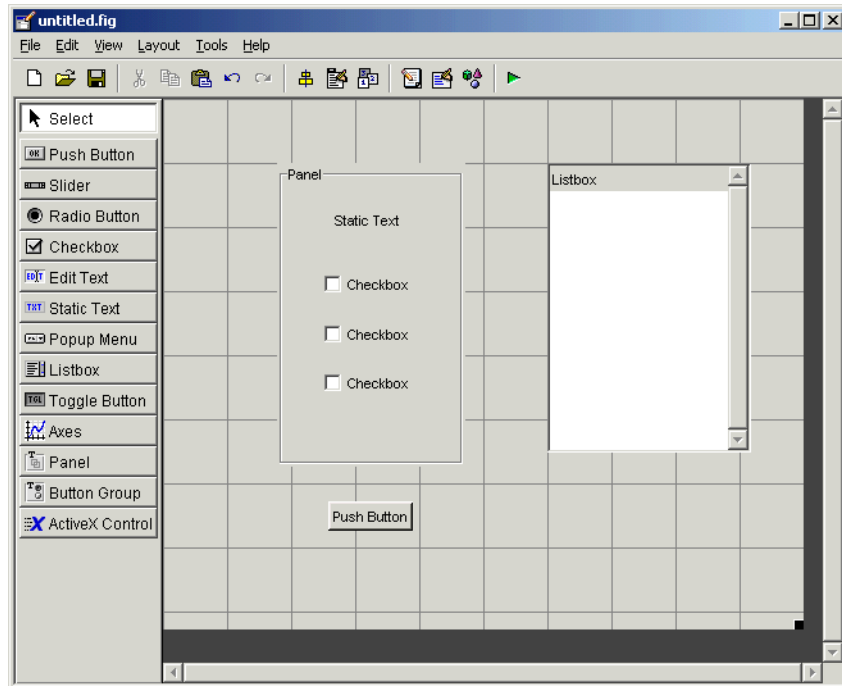 untitled.fig
File Edit View Layout Tools Help
Select
Push Button
Slider
Radio Button
Checkbox
Edit Text
Static Text
Popup Menu
Listbox
Toggle Button
Axes
Panel
Button Group
ActiveX Control
Panel
Static Text
Checkbox
Checkbox
Checkbox
Push Button
Listbox